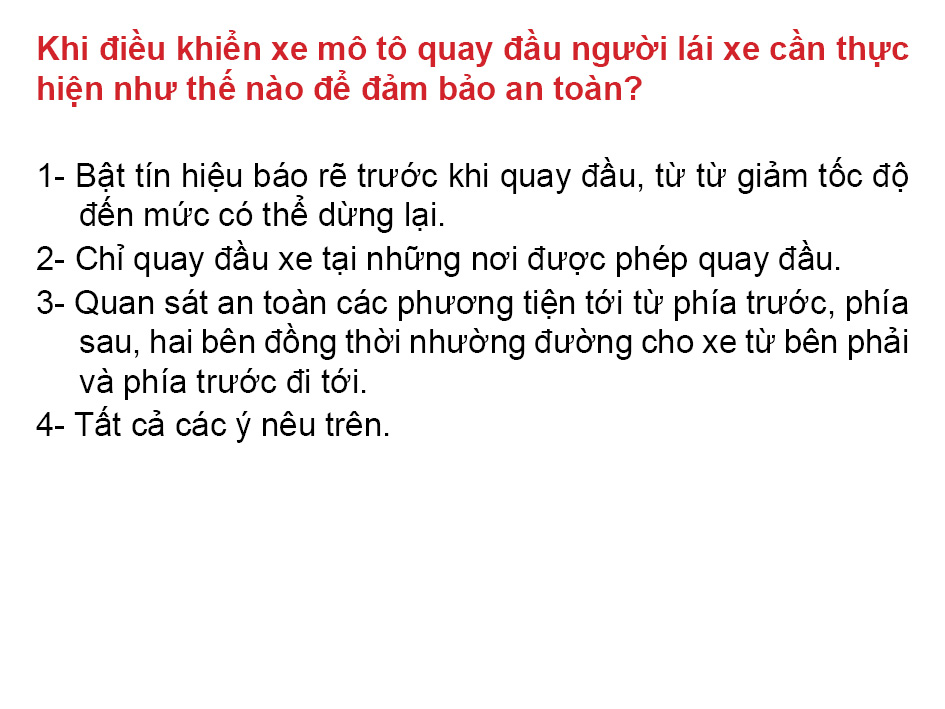 Khi điều khiển xe mô tô quay đầu người lái xe cần thực
hiện như thế nào để đảm bảo an toàn?
1- Bật tín hiệu báo rẽ trước khi quay đầu, từ từ giảm tốc độ
đến mức có thể dừng lại.
2- Chỉ quay đầu xe tại những nơi được phép quay đầu.
3- Quan sát an toàn các phương tiện tới từ phía trước, phía
sau, hai bên đồng thời nhường đường cho xe từ bên phải
và phía trước đi tới.
4- Tất cả các ý nêu trên.